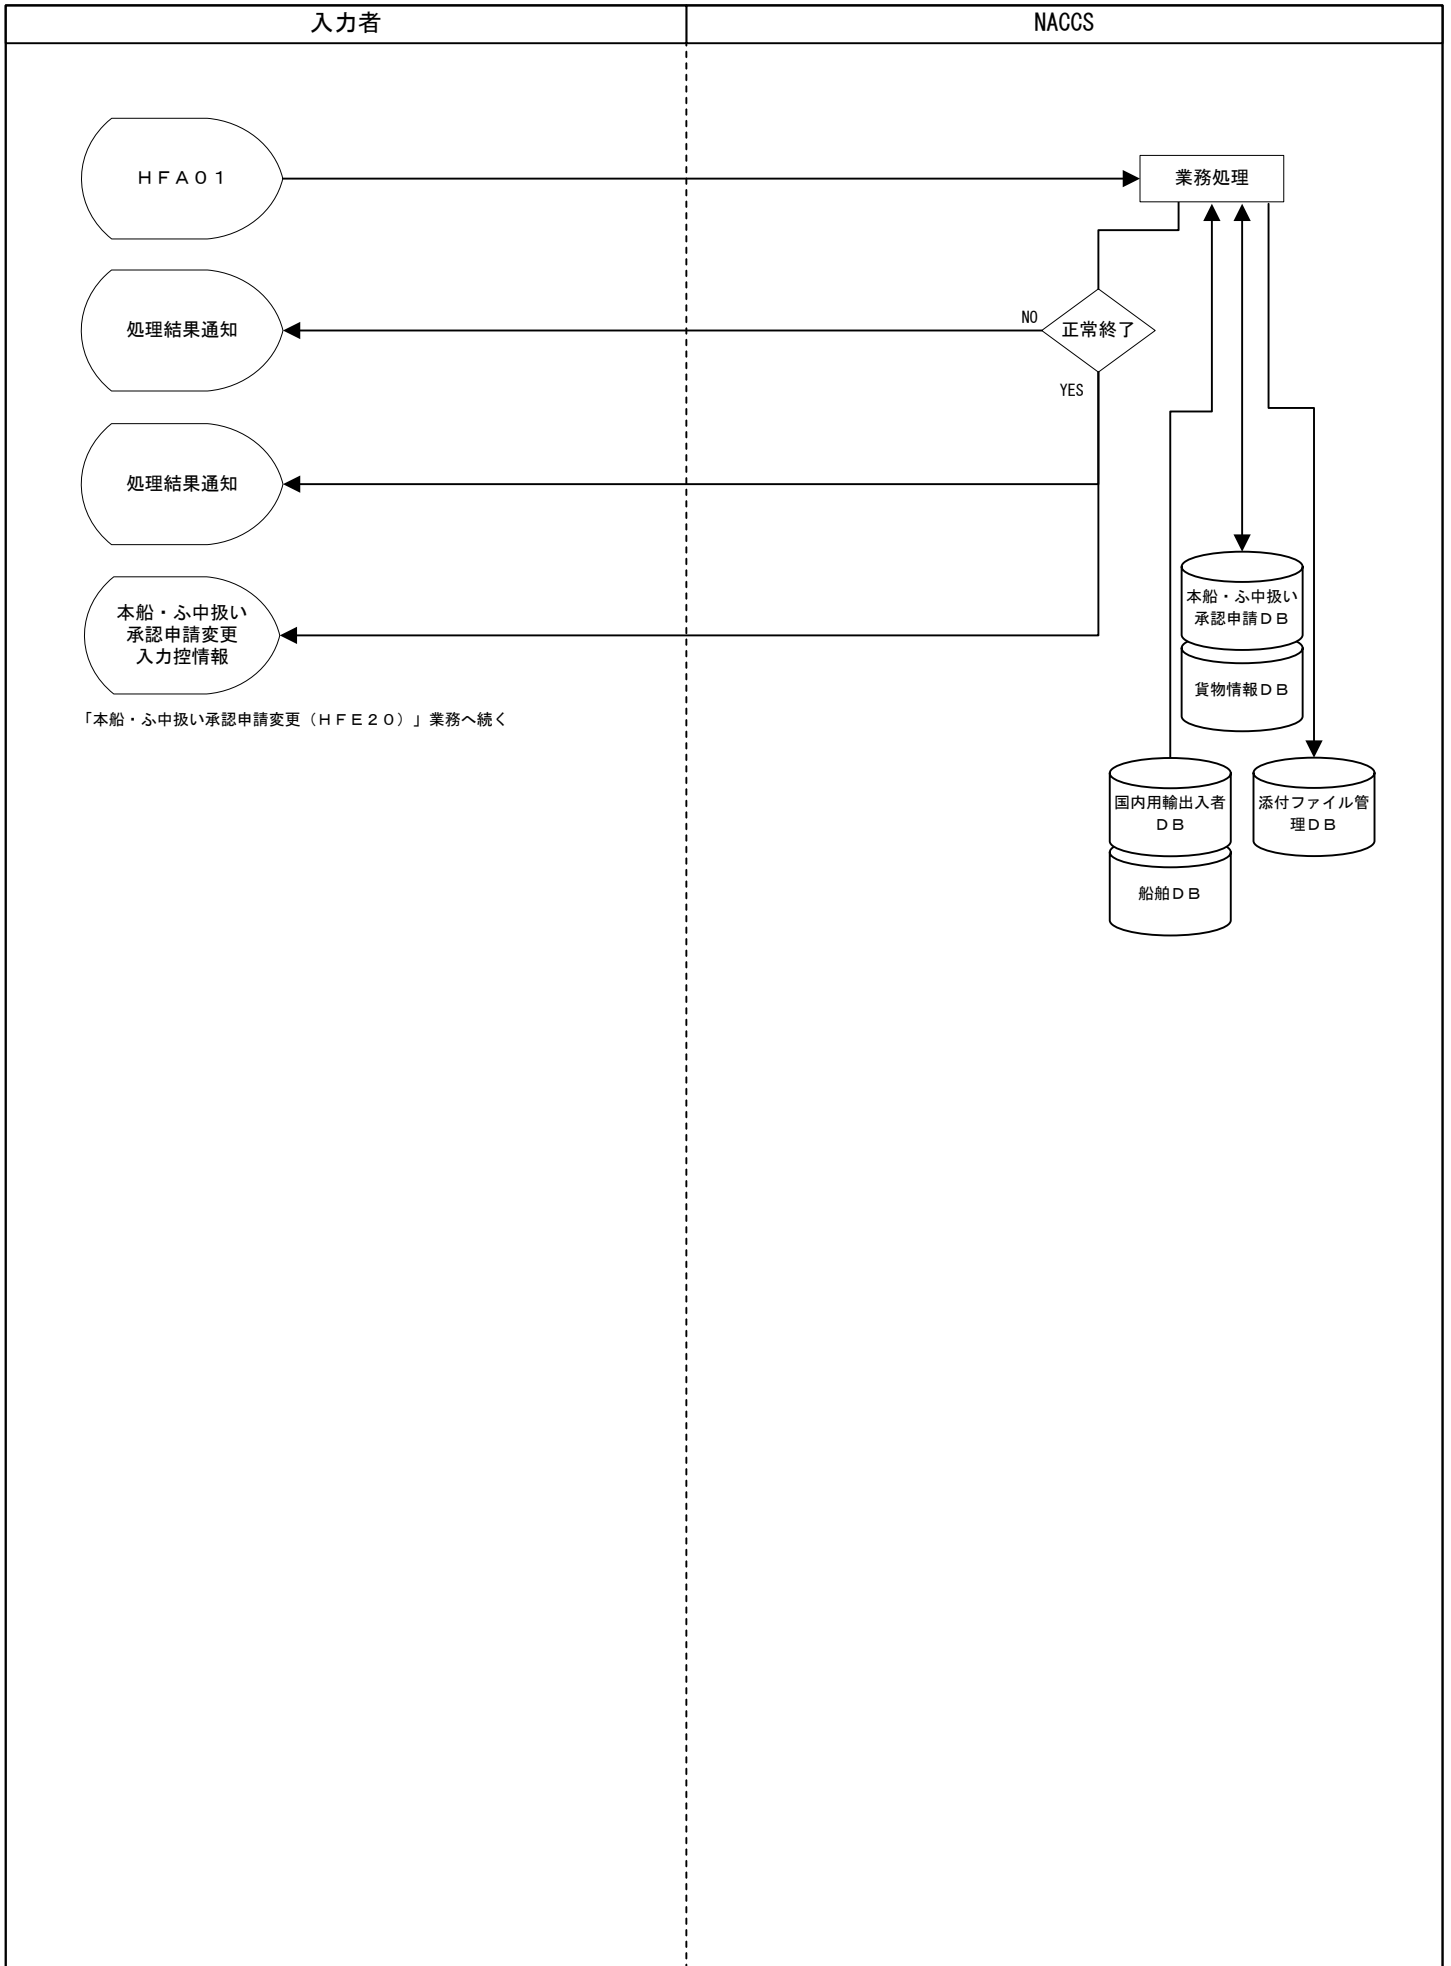 入力者
NACCS
ＨＦＡ０１
業務処理
処理結果通知
NO
正常終了
YES
処理結果通知
本船・ふ中扱い
承認申請変更
入力控情報
「本船・ふ中扱い承認申請変更（ＨＦＥ２０）」業務へ続く
本船・ふ中扱い
承認申請ＤＢ
貨物情報ＤＢ
国内用輸出入者
ＤＢ
船舶ＤＢ
添付ファイル管
理ＤＢ